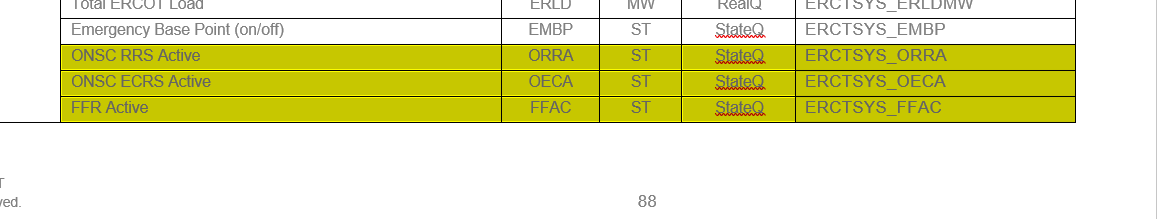 Total ERCOT Load ERLD MW RealQ ERCTSYS_ERLDMW
Emergency Base Point (on/off) EMBP ST StateQ ERCTSYS_EMBP
ONSC RRS Active ORRA ST StateQ ERCTSYS_ORRA
ONSC ECRS Active OECA ST StateQ ERCTSYS_OECA
FFR Active FFAC ST StateQ ERCTSYS_FFAC
T
ved.
88